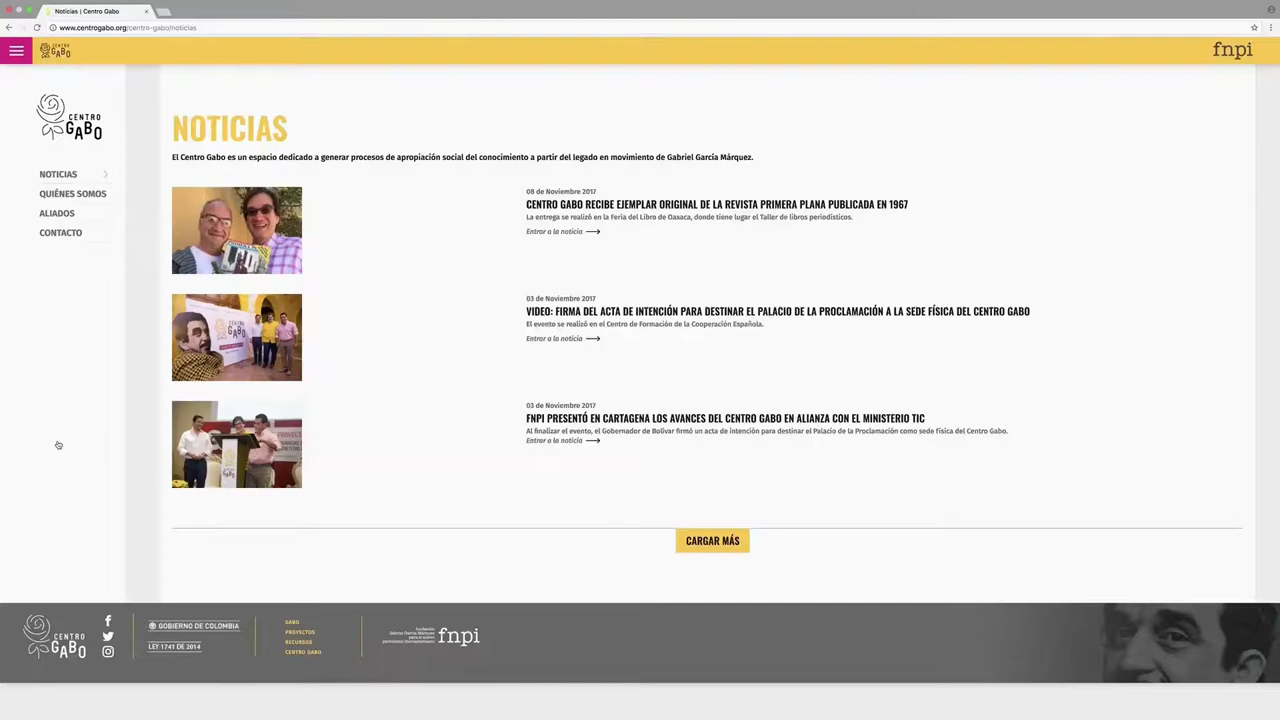 Noticias | Centro Gabo
www.centrogabo.org/centro-gabo/noticias
CENTRO
GABO
fnpi
CENTRO
GABO
NOTICIAS
QUIÉNES SOMOS
ALIADOS
CONTACTO
NOTICIAS
El Centro Gabo es un espacio dedicado a generar procesos de apropiación social del conocimiento a partir del legado en movimiento de Gabriel García Márquez.
08 de Noviembre 2017
CENTRO GABO RECIBE EJEMPLAR ORIGINAL DE LA REVISTA PRIMERA PLANA PUBLICADA EN 1967
La entrega se realizó en la Feria del Libro de Oaxaca, donde tiene lugar el Taller de libros periodísticos.
Entrar a la noticia
CENTRO
GABO
03 de Noviembre 2017
VIDEO: FIRMA DEL ACTA DE INTENCIÓN PARA DESTINAR EL PALACIO DE LA PROCLAMACIÓN A LA SEDE FÍSICA DEL CENTRO GABO
El evento se realizó en el Centro de Formación de la Cooperación Española.
Entrar a la noticia
GABO
03 de Noviembre 2017
FNPI PRESENTÓ EN CARTAGENA LOS AVANCES DEL CENTRO GABO EN ALIANZA CON EL MINISTERIO TIC
Al finalizar el evento, el Gobernador de Bolívar firmó un acta de intención para destinar el Palacio de la Proclamación como sede física del Centro Gabo.
Entrar a la noticia
CARGAR MÁS
CENTRO
GABO
GOBIERNO DE COLOMBIA
LEY 1741 DE 2014
GABO
PROYECTOS
RECURSOS
CENTRO GABO
fnpi